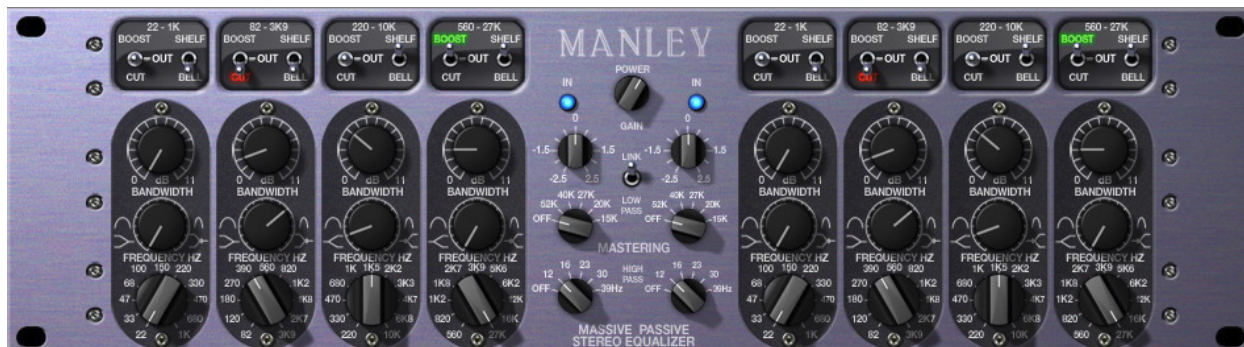 22 - 1K
BOOST SHELF
OUT
CUT BELL
82 - 3K9
BOOST SHELF
OUT
CUT BELL
220 - 10K
BOOST SHELF
OUT
CUT BELL
560 - 27K
BOOST SHELF
OUT
CUT BELL
MANLEY
POWER
IN IN
GAIN
0
-1.5 1.5
-2.5 2.5
0
-1.5 1.5
-2.5 2.5
LINK
LOW
PASS
40K 27K
52K 20K
OFF 15K
40K 27K
52K 20K
OFF 15K
MASTERING
HIGH
PASS
16 23
12 30
OFF 39Hz
16 23
12 30
OFF 39Hz
MASSIVE PASSIVE
STEREO EQUALIZER
22 - 1K
BOOST SHELF
OUT
CUT BELL
82 - 3K9
BOOST SHELF
OUT
CUT BELL
220 - 10K
BOOST SHELF
OUT
CUT BELL
560 - 27K
BOOST SHELF
OUT
CUT BELL
0 dB 11
BANDWIDTH
FREQUENCY HZ
100 150 220
68 330
47 470
33 680
22 1K
0 dB 11
BANDWIDTH
FREQUENCY HZ
390 560 820
270 1K2
180 1K8
120 2K7
82 3K9
0 dB 11
BANDWIDTH
FREQUENCY HZ
1K 1K5 2K2
680 3K3
470 4K7
330 6K8
220 10K
0 dB 11
BANDWIDTH
FREQUENCY HZ
2K7 3K9 5K6
1K8 8K2
1K2 12K
820 16K
560 27K
0 dB 11
BANDWIDTH
FREQUENCY HZ
100 150 220
68 330
47 470
33 680
22 1K
0 dB 11
BANDWIDTH
FREQUENCY HZ
390 560 820
270 1K2
180 1K8
120 2K7
82 3K9
0 dB 11
BANDWIDTH
FREQUENCY HZ
1K 1K5 2K2
680 3K3
470 4K7
330 6K8
220 10K
0 dB 11
BANDWIDTH
FREQUENCY HZ
2K7 3K9 5K6
1K8 8K2
1K2 12K
820 16K
560 27K